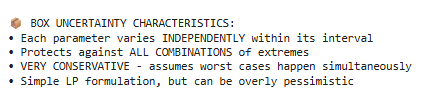 📦 BOX UNCERTAINTY CHARACTERISTICS:
• Each parameter varies INDEPENDENTLY within its interval
• Protects against ALL COMBINATIONS of extremes
• VERY CONSERVATIVE - assumes worst cases happen simultaneously
• Simple LP formulation, but can be overly pessimistic